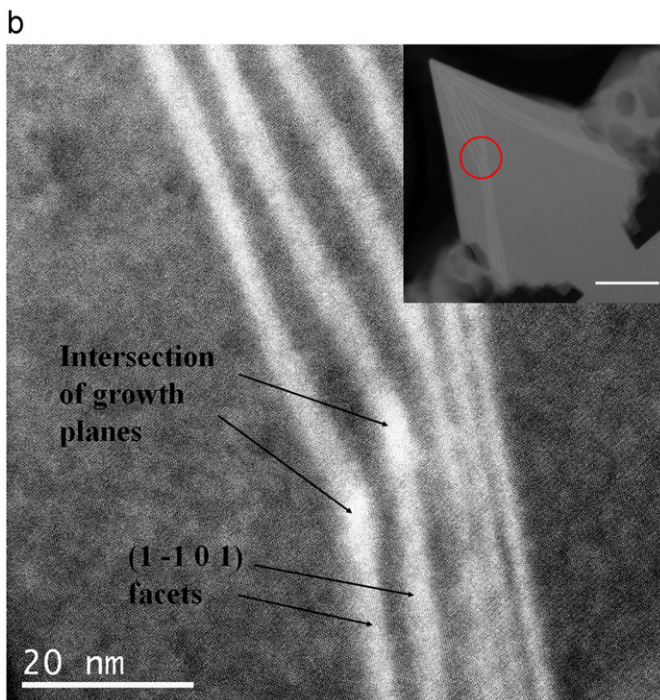 b
Intersection
of growth
planes
(1 -1 0 1)
facets
20 nm